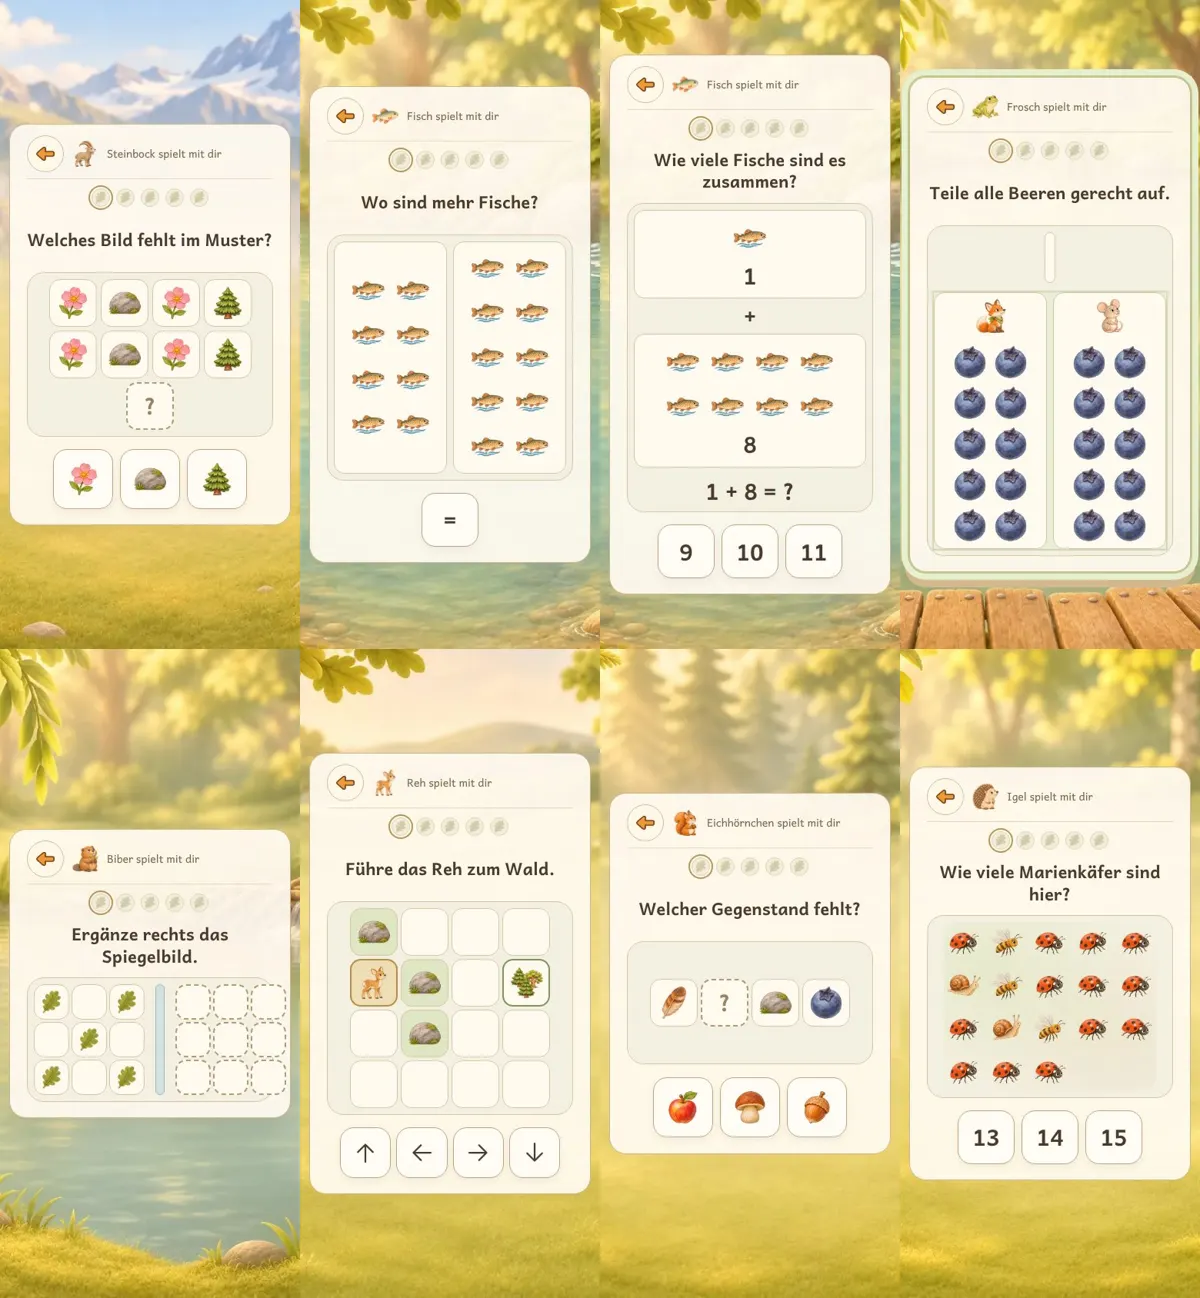 Steinbock spielt mit dir
Welches Bild fehlt im Muster?
?
Fisch spielt mit dir
Wo sind mehr Fische?
=
Fisch spielt mit dir
Wie viele Fische sind es
zusammen?
1
+
8
1 + 8 = ?
9 10 11
Frosch spielt mit dir
Teile alle Beeren gerecht auf.
Biber spielt mit dir
Ergänze rechts das
Spiegelbild.
Reh spielt mit dir
Führe das Reh zum Wald.
↑ ← → ↓
Eichhörnchen spielt mit dir
Welcher Gegenstand fehlt?
?
Igel spielt mit dir
Wie viele Marienkäfer sind
hier?
13 14 15